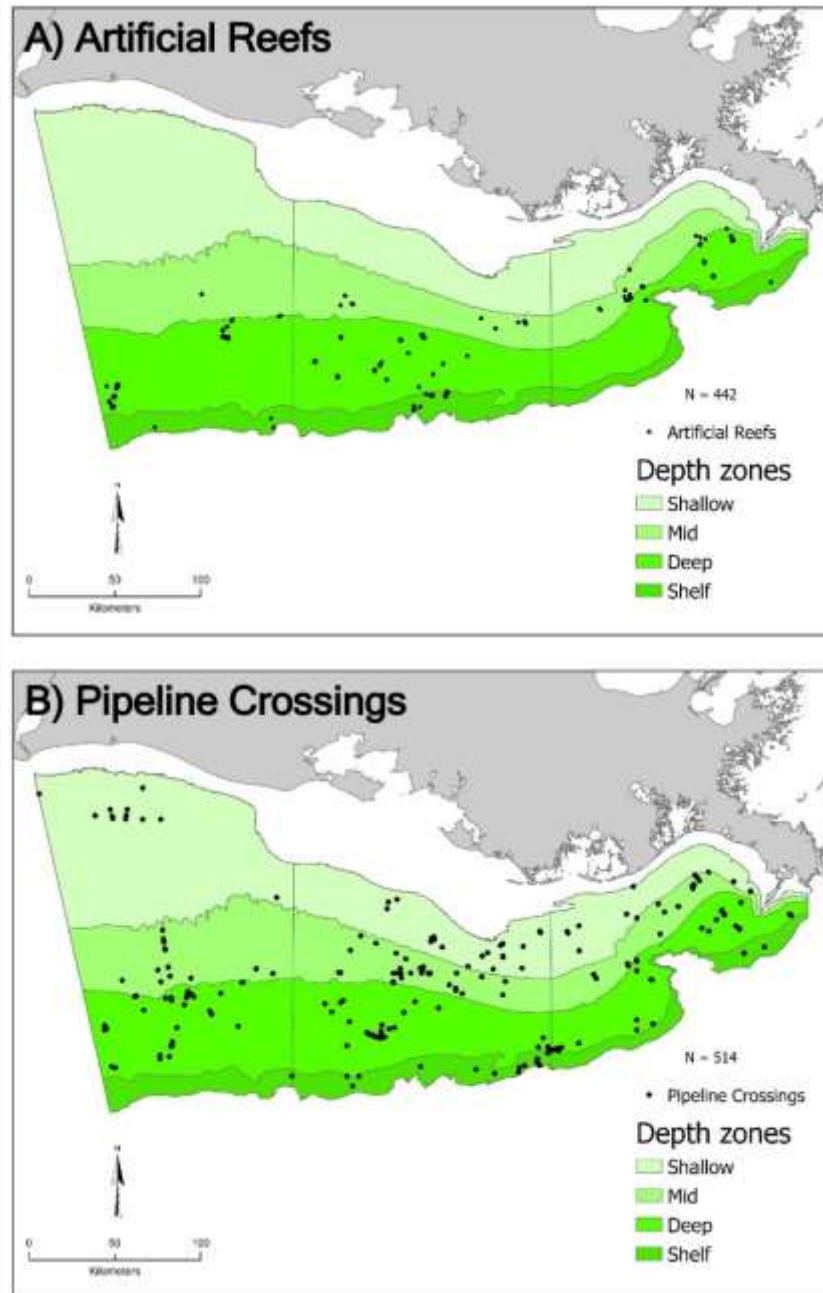 A) Artificial Reefs
N = 442
Artificial Reefs
Depth zones
Shallow
Mid
Deep
Shelf
0 50 100
Kilometers
B) Pipeline Crossings
N = 514
Pipeline Crossings
Depth zones
Shallow
Mid
Deep
Shelf
0 50 100
Kilometers